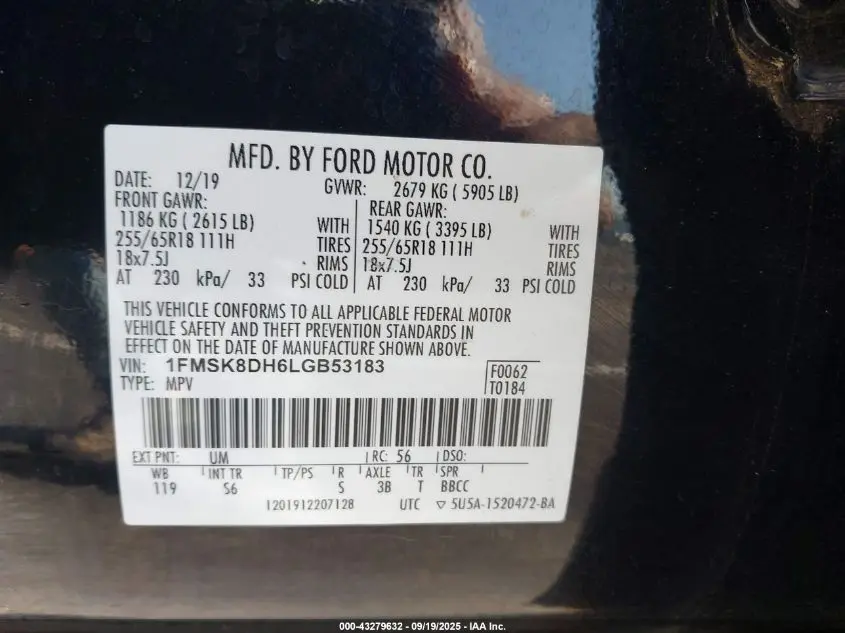 MFD. BY FORD MOTOR CO.
DATE: 12/19 GVWR: 2679 KG ( 5905 LB)
FRONT GAWR: REAR GAWR:
1186 KG ( 2615 LB) WITH 1540 KG ( 3395 LB) WITH
255/65R18 111H TIRES 255/65R18 111H TIRES
18x7.5J RIMS 18x7.5J RIMS
AT 230 kPa/ 33 PSI COLD AT 230 kPa/ 33 PSI COLD
THIS VEHICLE CONFORMS TO ALL APPLICABLE FEDERAL MOTOR
VEHICLE SAFETY AND THEFT PREVENTION STANDARDS IN
EFFECT ON THE DATE OF MANUFACTURE SHOWN ABOVE.
VIN: 1FMSK8DH6LGB53183 F0062
TYPE: MPV T0184
EXT PNT: UM RC: 56 DSO:
WB INT TR TP/PS R AXLE TR SPR
119 S6 S 3B T BBCC
1201912207128 UTC ▽ 5U5A-1520472-BA
000-43279632 - 09/19/2025 - IAA Inc.